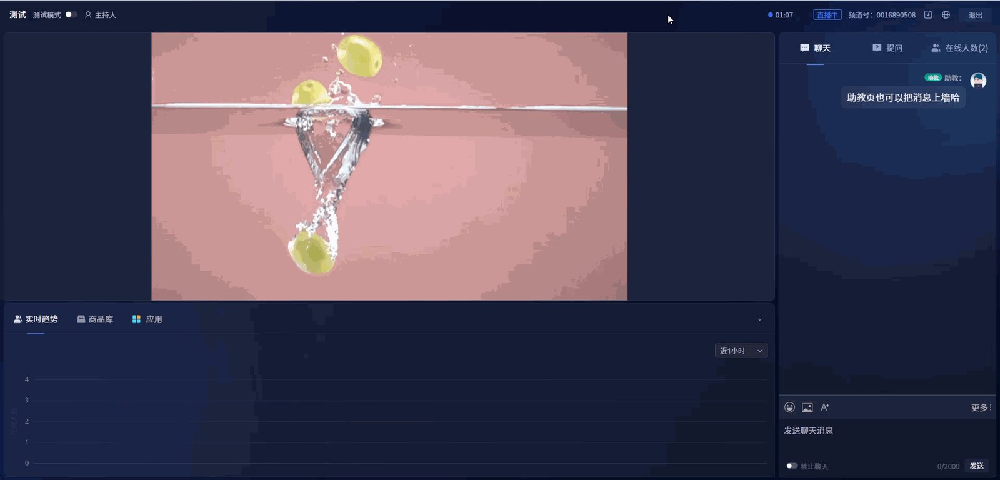 测试 测试模式 主持人 01:07 直播中 频道号：0016890508 退出
聊天 提问 在线人数(2)
助教 助教：
助教页也可以把消息上墙哈
实时趋势 商品库 应用
近1小时
4
3
2
1
0
A+ 更多
发送聊天消息
禁止聊天 0/2000 发送